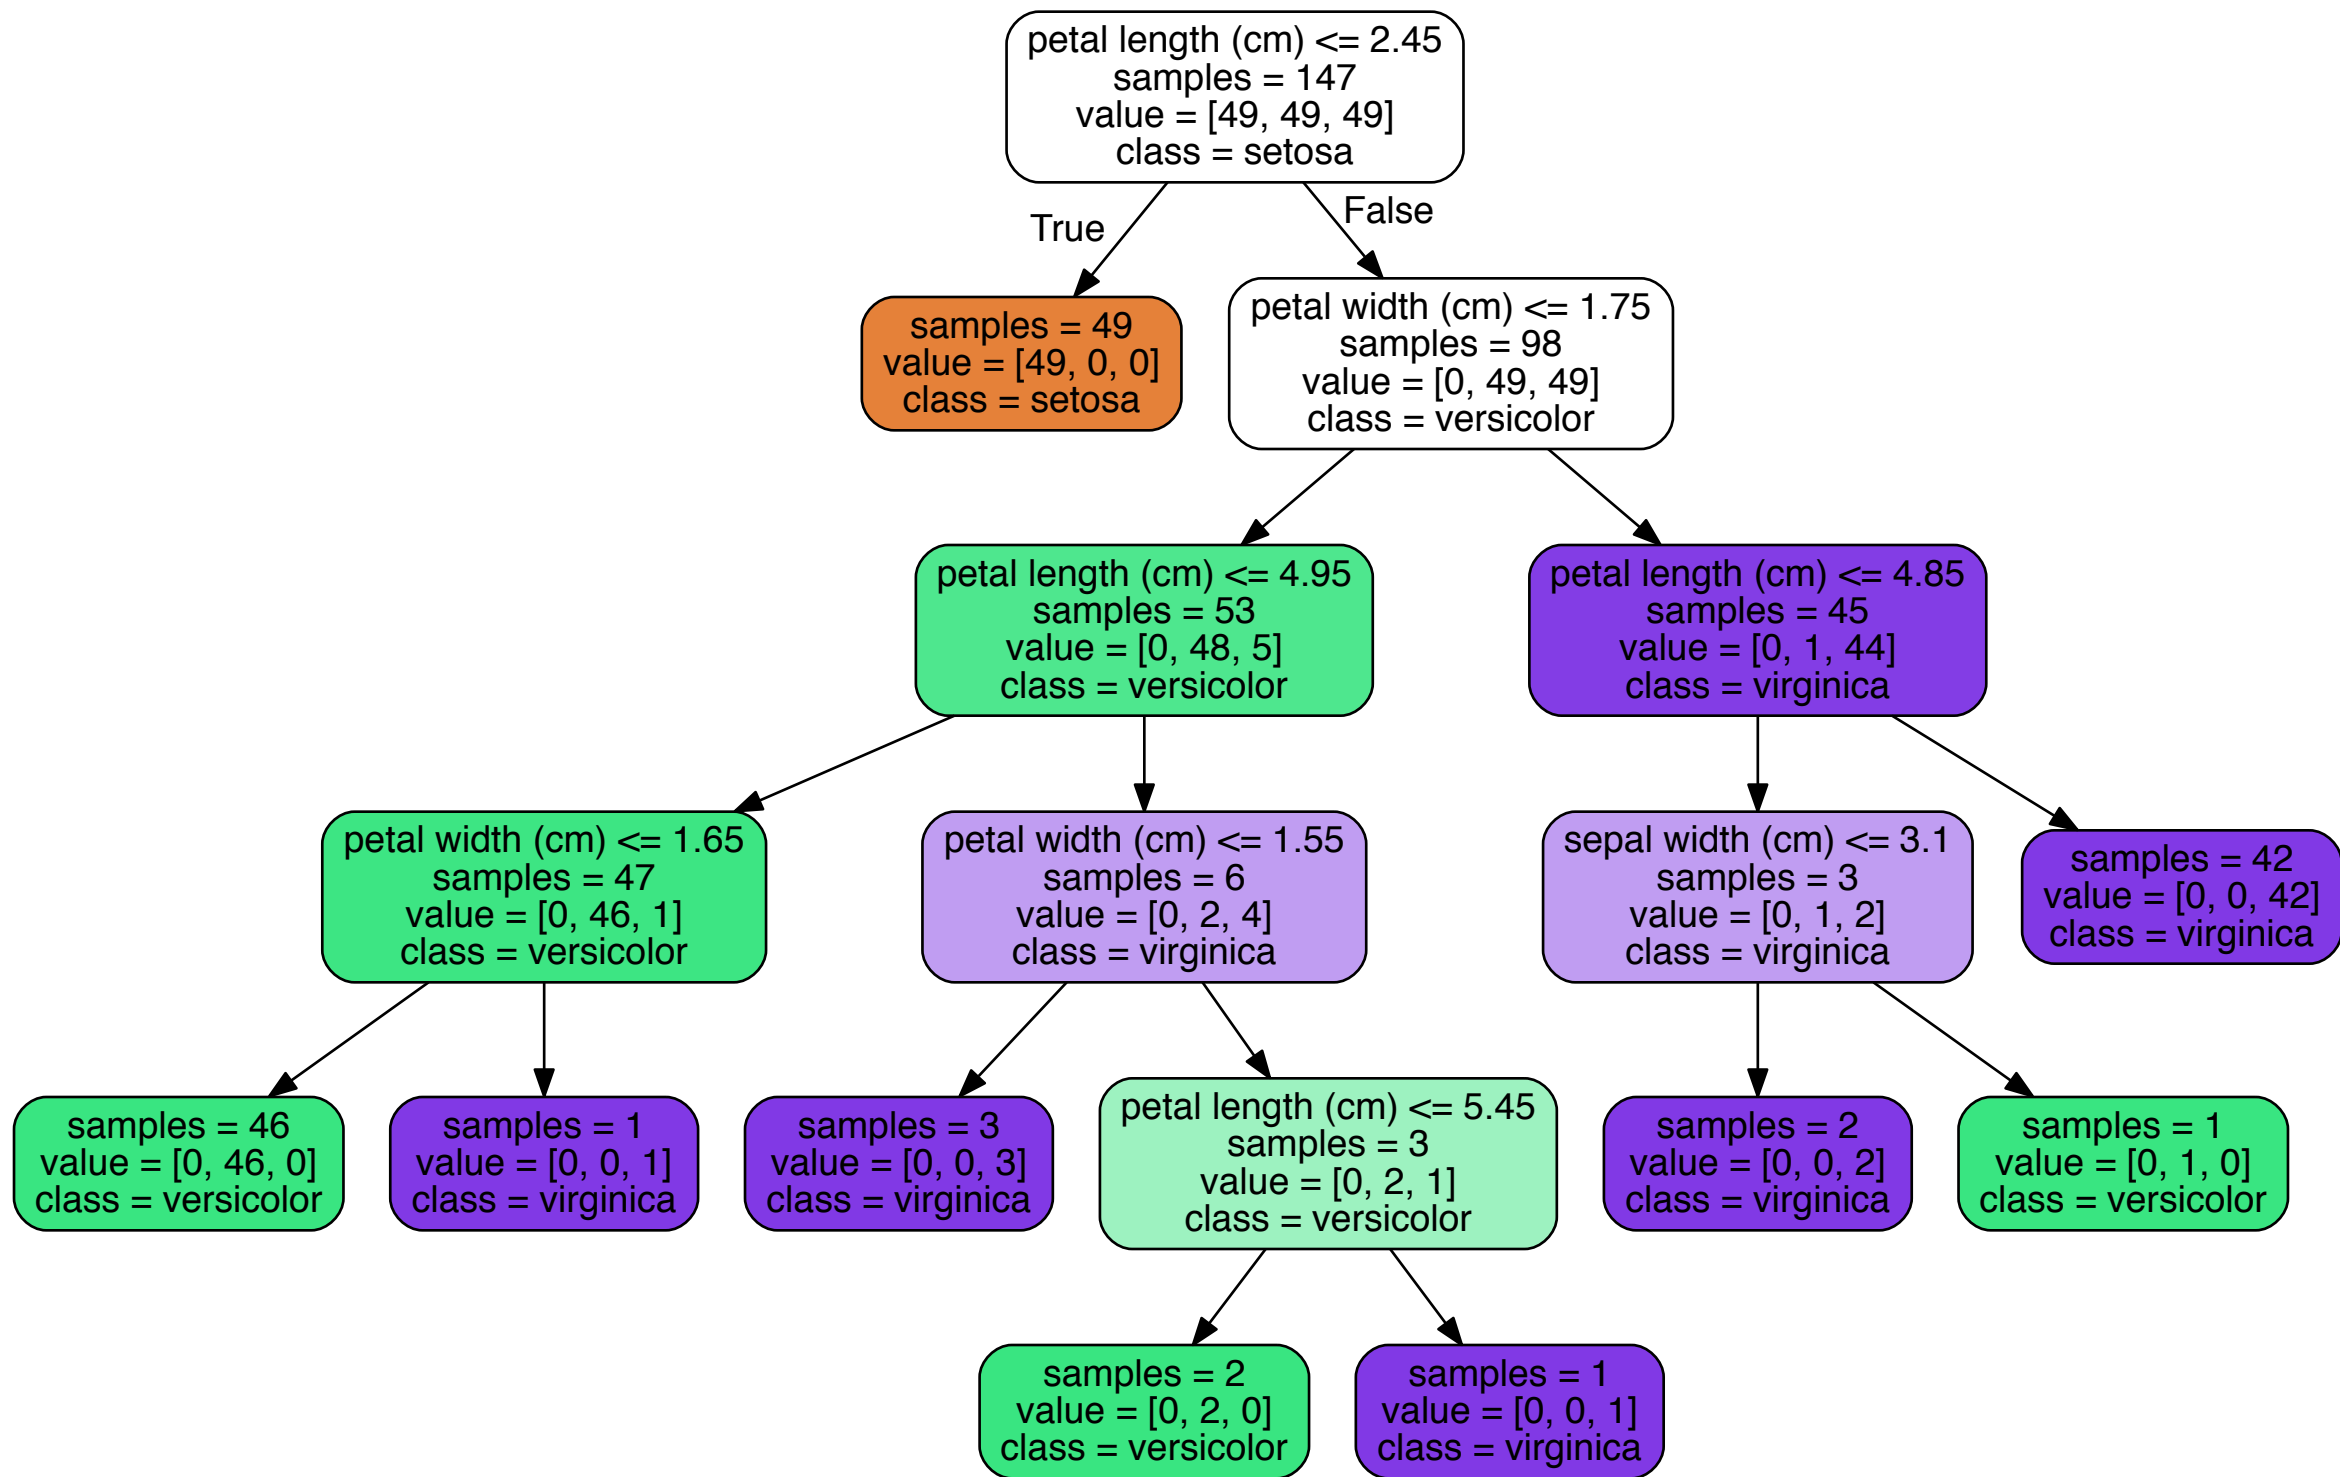 petal length (cm) <= 2.45
samples = 147
value = [49, 49, 49]
class = setosa
True
False
samples = 49
value = [49, 0, 0]
class = setosa
petal width (cm) <= 1.75
samples = 98
value = [0, 49, 49]
class = versicolor
petal length (cm) <= 4.95
samples = 53
value = [0, 48, 5]
class = versicolor
petal length (cm) <= 4.85
samples = 45
value = [0, 1, 44]
class = virginica
petal width (cm) <= 1.65
samples = 47
value = [0, 46, 1]
class = versicolor
petal width (cm) <= 1.55
samples = 6
value = [0, 2, 4]
class = virginica
sepal width (cm) <= 3.1
samples = 3
value = [0, 1, 2]
class = virginica
samples = 42
value = [0, 0, 42]
class = virginica
samples = 46
value = [0, 46, 0]
class = versicolor
samples = 1
value = [0, 0, 1]
class = virginica
samples = 3
value = [0, 0, 3]
class = virginica
petal length (cm) <= 5.45
samples = 3
value = [0, 2, 1]
class = versicolor
samples = 2
value = [0, 0, 2]
class = virginica
samples = 1
value = [0, 1, 0]
class = versicolor
samples = 2
value = [0, 2, 0]
class = versicolor
samples = 1
value = [0, 0, 1]
class = virginica